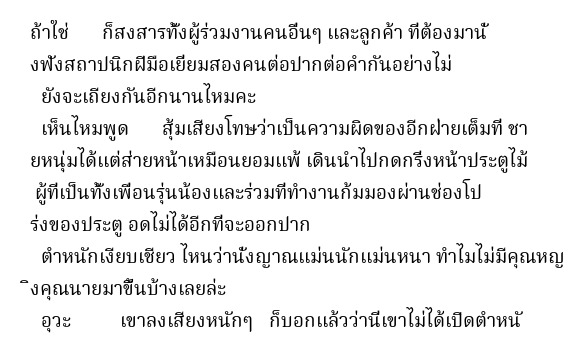 ถ้าใช่ ก็สงสารทั้งผู้ร่วมงานคนอื่นๆ และลูกค้า ที่ต้องมานั่
งฟังสถาปนิกฝีมือเยี่ยมสองคนต่อปากต่อคำกันอย่างไม่
ยังจะเถียงกันอีกนานไหมคะ
เห็นไหมพูด สุ้มเสียงโทษว่าเป็นความผิดของอีกฝ่ายเต็มที่ ชา
ยหนุ่มได้แต่ส่ายหน้าเหมือนยอมแพ้ เดินนำไปกดกริ่งหน้าประตูไม้
ผู้ที่เป็นทั้งเพื่อนรุ่นน้องและร่วมที่ทำงานก้มมองผ่านช่องโป
ร่งของประตู อดไม่ได้อีกที่จะออกปาก
ตำหนักเงียบเชียว ไหนว่านั่งญาณแม่นนักแม่นหนา ทำไมไม่มีคุณหญ
ิงคุณนายมาขึ้นบ้างเลยล่ะ
อุวะ เขาลงเสียงหนักๆ ก็บอกแล้วว่านี่เขาไม่ได้เปิดตำหนั